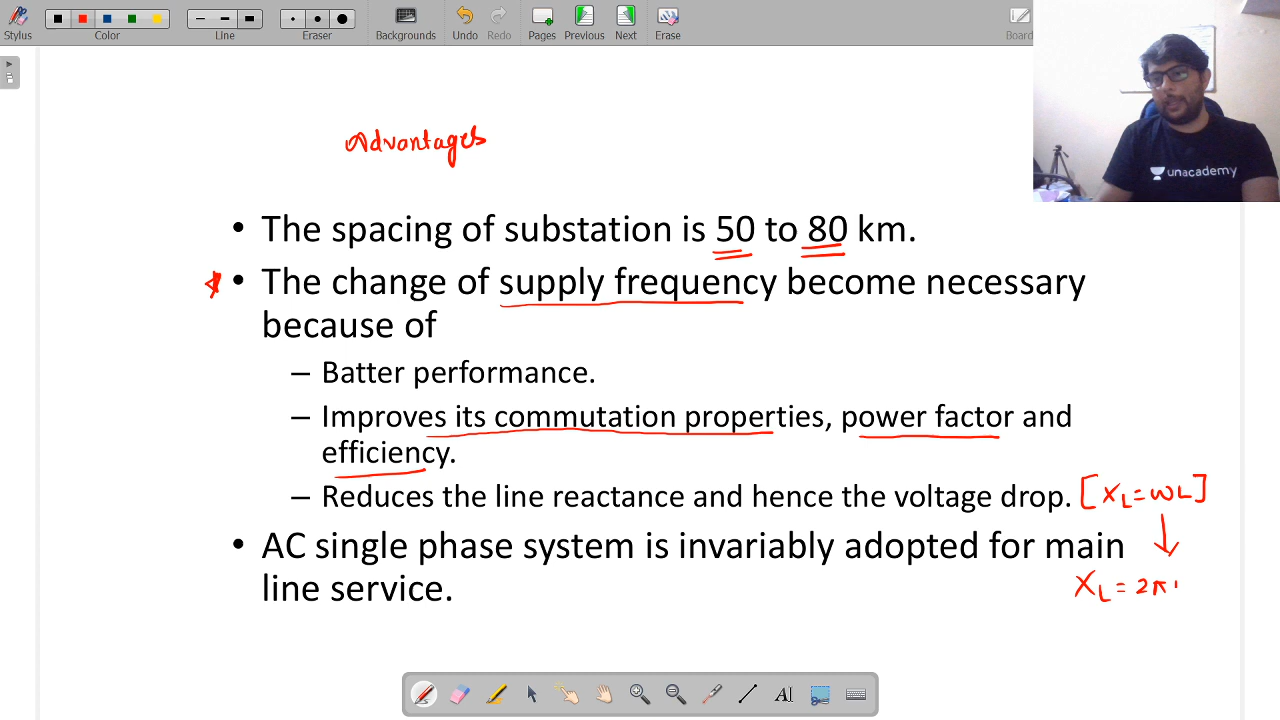 Stylus
Color
Line
Eraser
Backgrounds
Undo
Redo
Pages
Previous
Next
Erase
Board
unacademy
Advantages
• The spacing of substation is 50 to 80 km.
• The change of supply frequency become necessary
because of
– Batter performance.
– Improves its commutation properties, power factor and
efficiency.
– Reduces the line reactance and hence the voltage drop. [XL=ωL]
• AC single phase system is invariably adopted for main
line service.
XL = 2π
AI